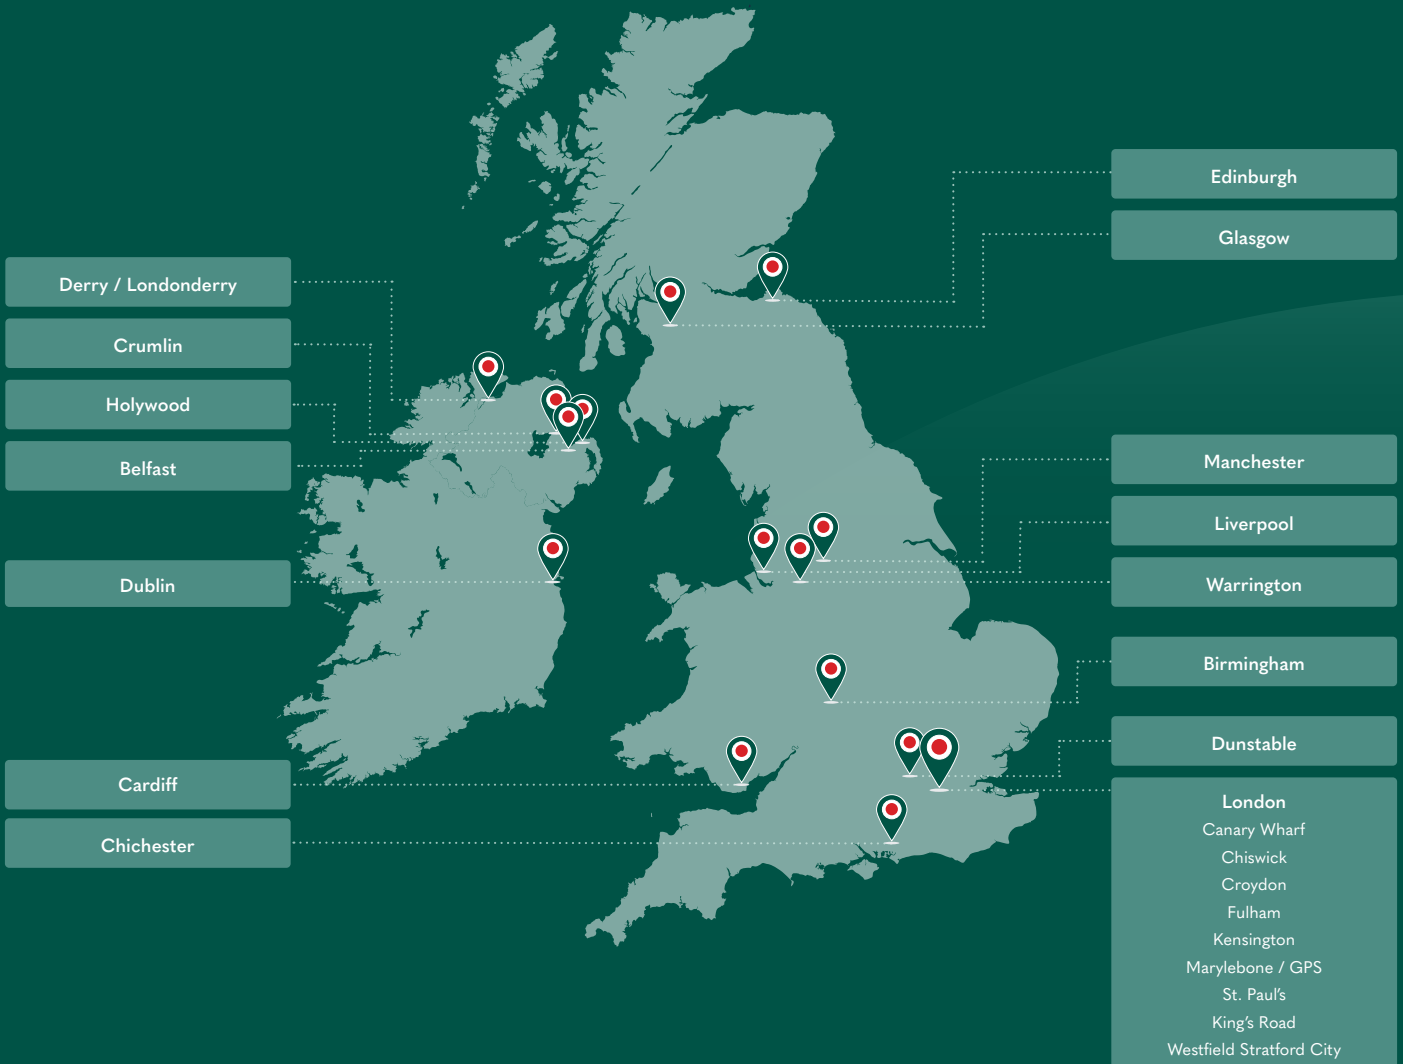 Edinburgh
Glasgow
Derry / Londonderry
Crumlin
Holywood
Belfast
Dublin
Cardiff
Chichester
Manchester
Liverpool
Warrington
Birmingham
Dunstable
London
Canary Wharf
Chiswick
Croydon
Fulham
Kensington
Marylebone / GPS
St. Paul's
King's Road
Westfield Stratford City